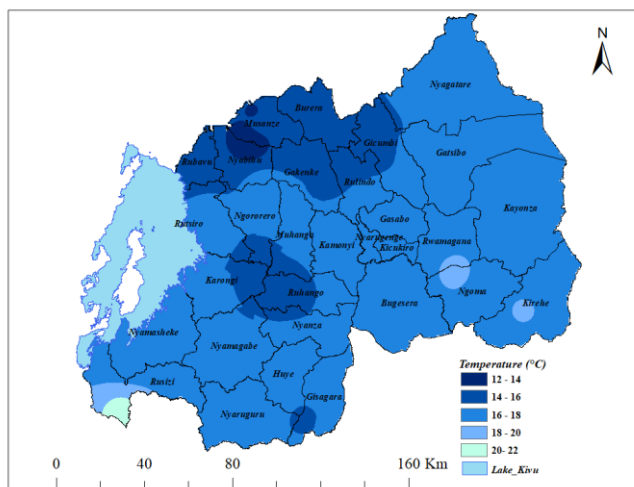 N
Nyagatare
Burera
Musanze
Gicumbi
Rubavu
Nyabihu
Gatsibo
Gakenke
Rulindo
Kayonza
Rutsiro
Ngororero
Gasabo
Muhanga
Nyarugenge
Rwamagana
Kamonyi
Kicukiro
Karongi
Ruhango
Bugesera
Ngoma
Kirehe
Nyanza
Nyamasheke
Nyamagabe
Huye
Rusizi
Gisagara
Nyaruguru
Temperature (°C)
12 - 14
14 - 16
16 - 18
18 - 20
20- 22
Lake_Kivu
0 40 80 160 Km